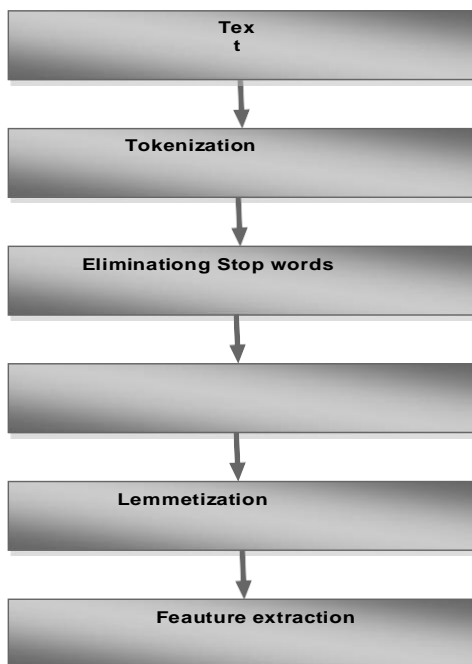 Tex
t
Tokenization
Eliminationg Stop words
Lemmetization
Feauture extraction